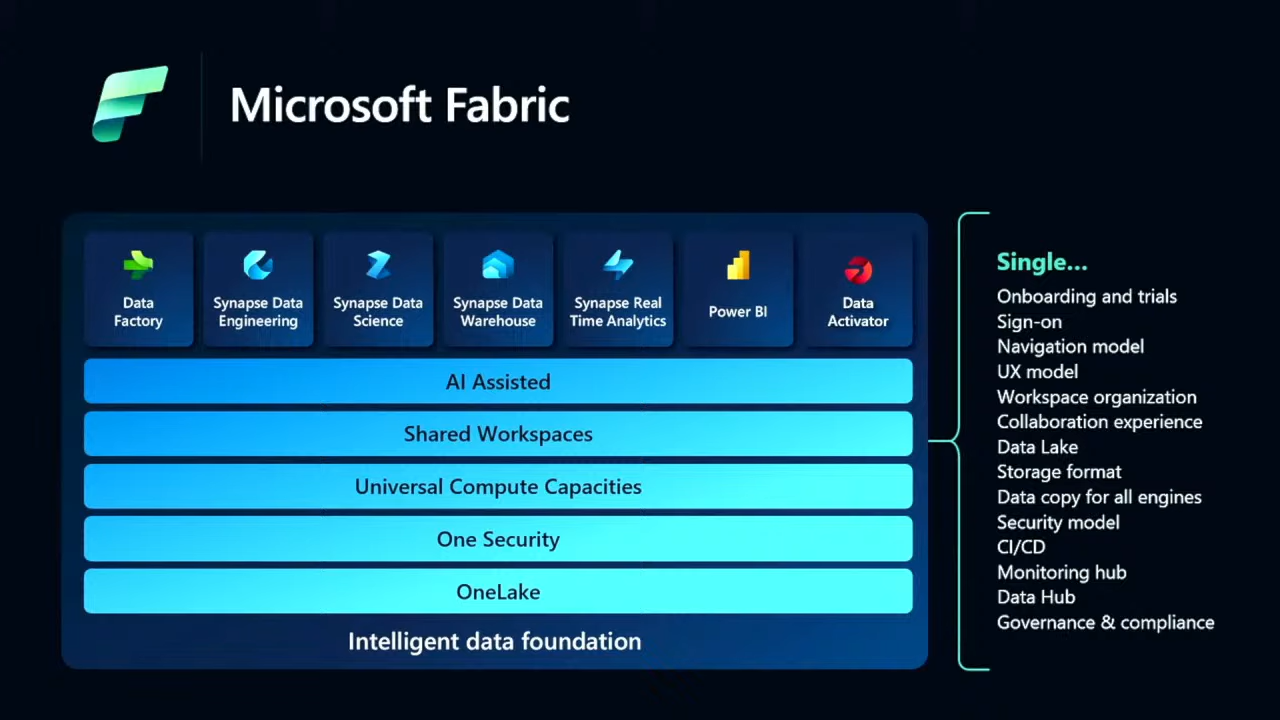 Microsoft Fabric
Data
Factory
Synapse Data
Engineering
Synapse Data
Science
Synapse Data
Warehouse
Synapse Real
Time Analytics
Power BI
Data
Activator
AI Assisted
Shared Workspaces
Universal Compute Capacities
One Security
OneLake
Intelligent data foundation
Single...
Onboarding and trials
Sign-on
Navigation model
UX model
Workspace organization
Collaboration experience
Data Lake
Storage format
Data copy for all engines
Security model
CI/CD
Monitoring hub
Data Hub
Governance & compliance